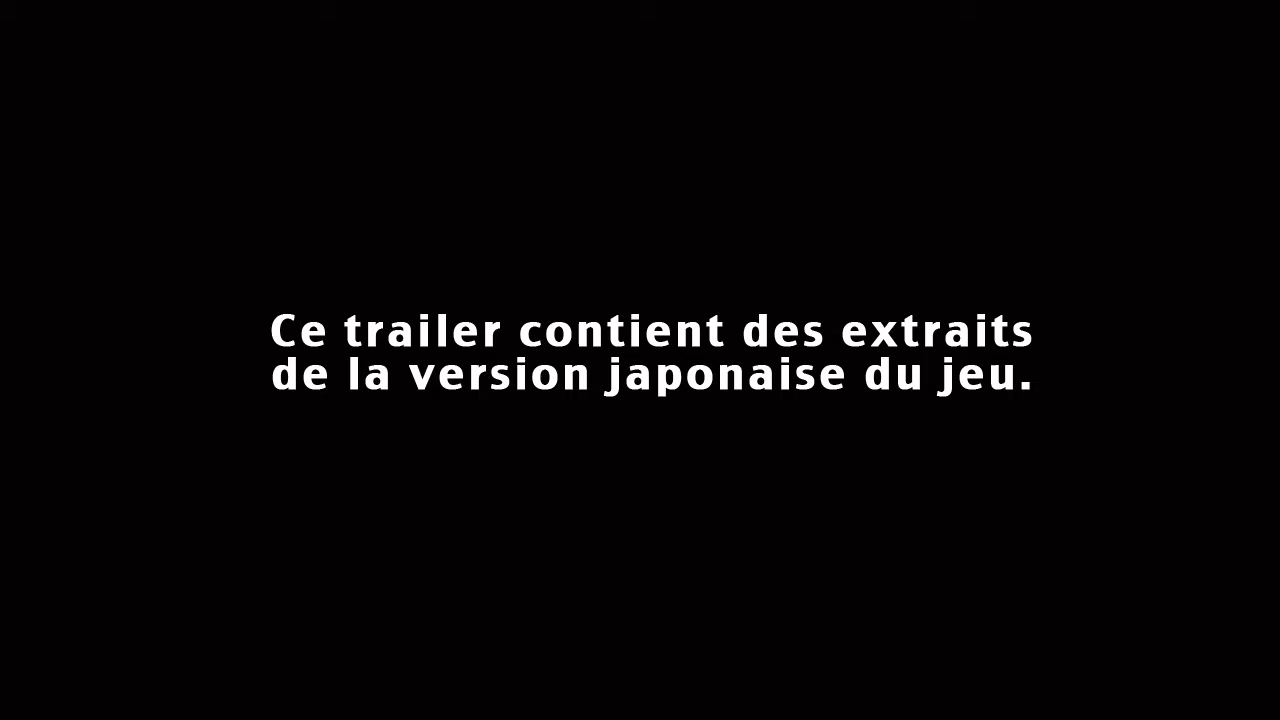 Ce trailer contient des extraits
de la version japonaise du jeu.